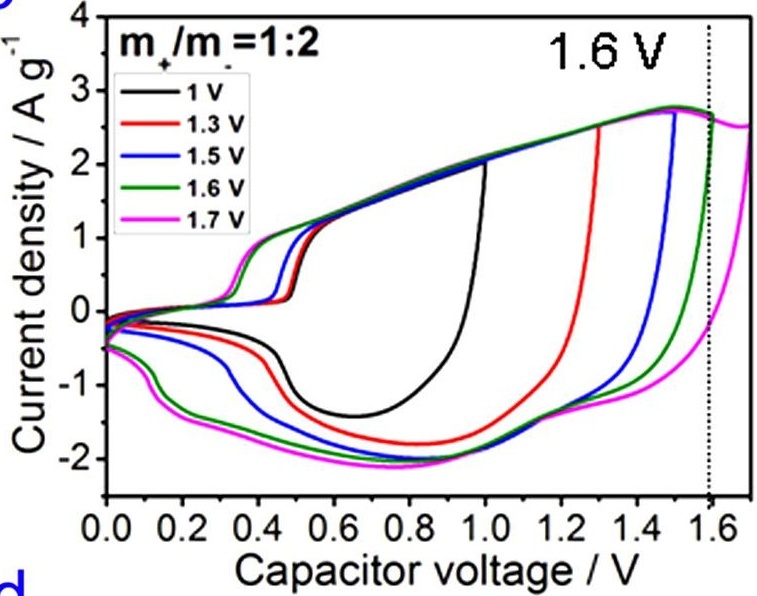 m+/m-=1:2
1.6 V
1 V
1.3 V
1.5 V
1.6 V
1.7 V
Current density / A g-1
4
3
2
1
0
-1
-2
0.0 0.2 0.4 0.6 0.8 1.0 1.2 1.4 1.6
Capacitor voltage / V
d